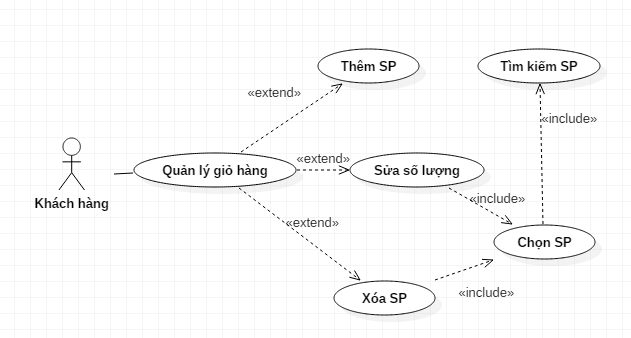 Thêm SP
Tìm kiếm SP
«extend»
«include»
Khách hàng
Quản lý giỏ hàng
«extend»
Sửa số lượng
«include»
«extend»
Chọn SP
Xóa SP
«include»